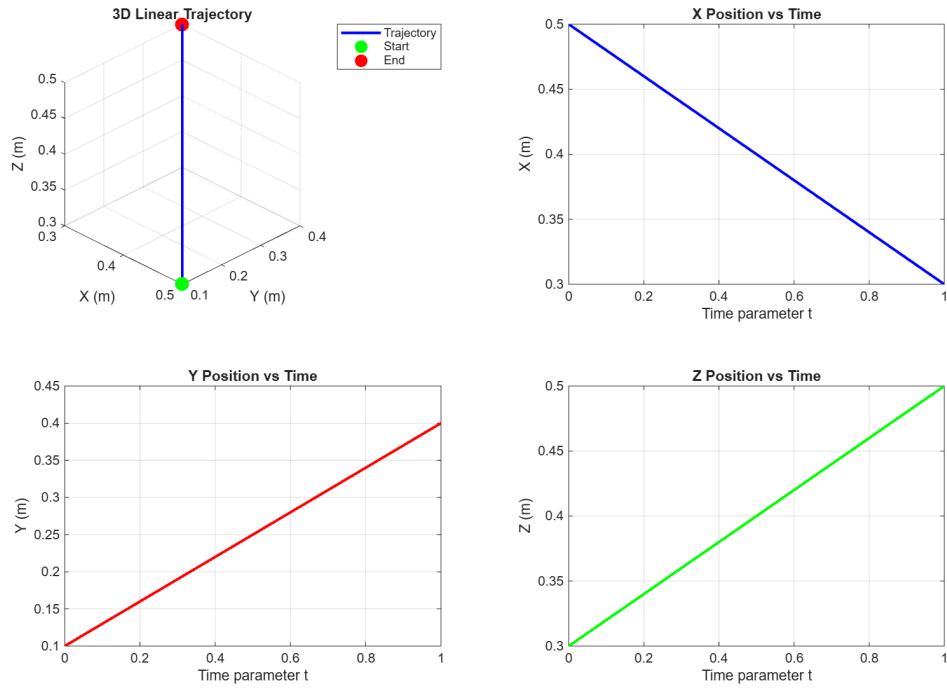 3D Linear Trajectory
Trajectory
Start
End
0.5
0.45
0.4
0.35
0.3
Z (m)
0.3
0.4
0.5
X (m)
0.1
0.2
0.3
0.4
Y (m)
X Position vs Time
0.5
0.45
0.4
0.35
0.3
X (m)
0 0.2 0.4 0.6 0.8 1
Time parameter t
Y Position vs Time
0.45
0.4
0.35
0.3
0.25
0.2
0.15
0.1
Y (m)
0 0.2 0.4 0.6 0.8 1
Time parameter t
Z Position vs Time
0.5
0.45
0.4
0.35
0.3
Z (m)
0 0.2 0.4 0.6 0.8 1
Time parameter t